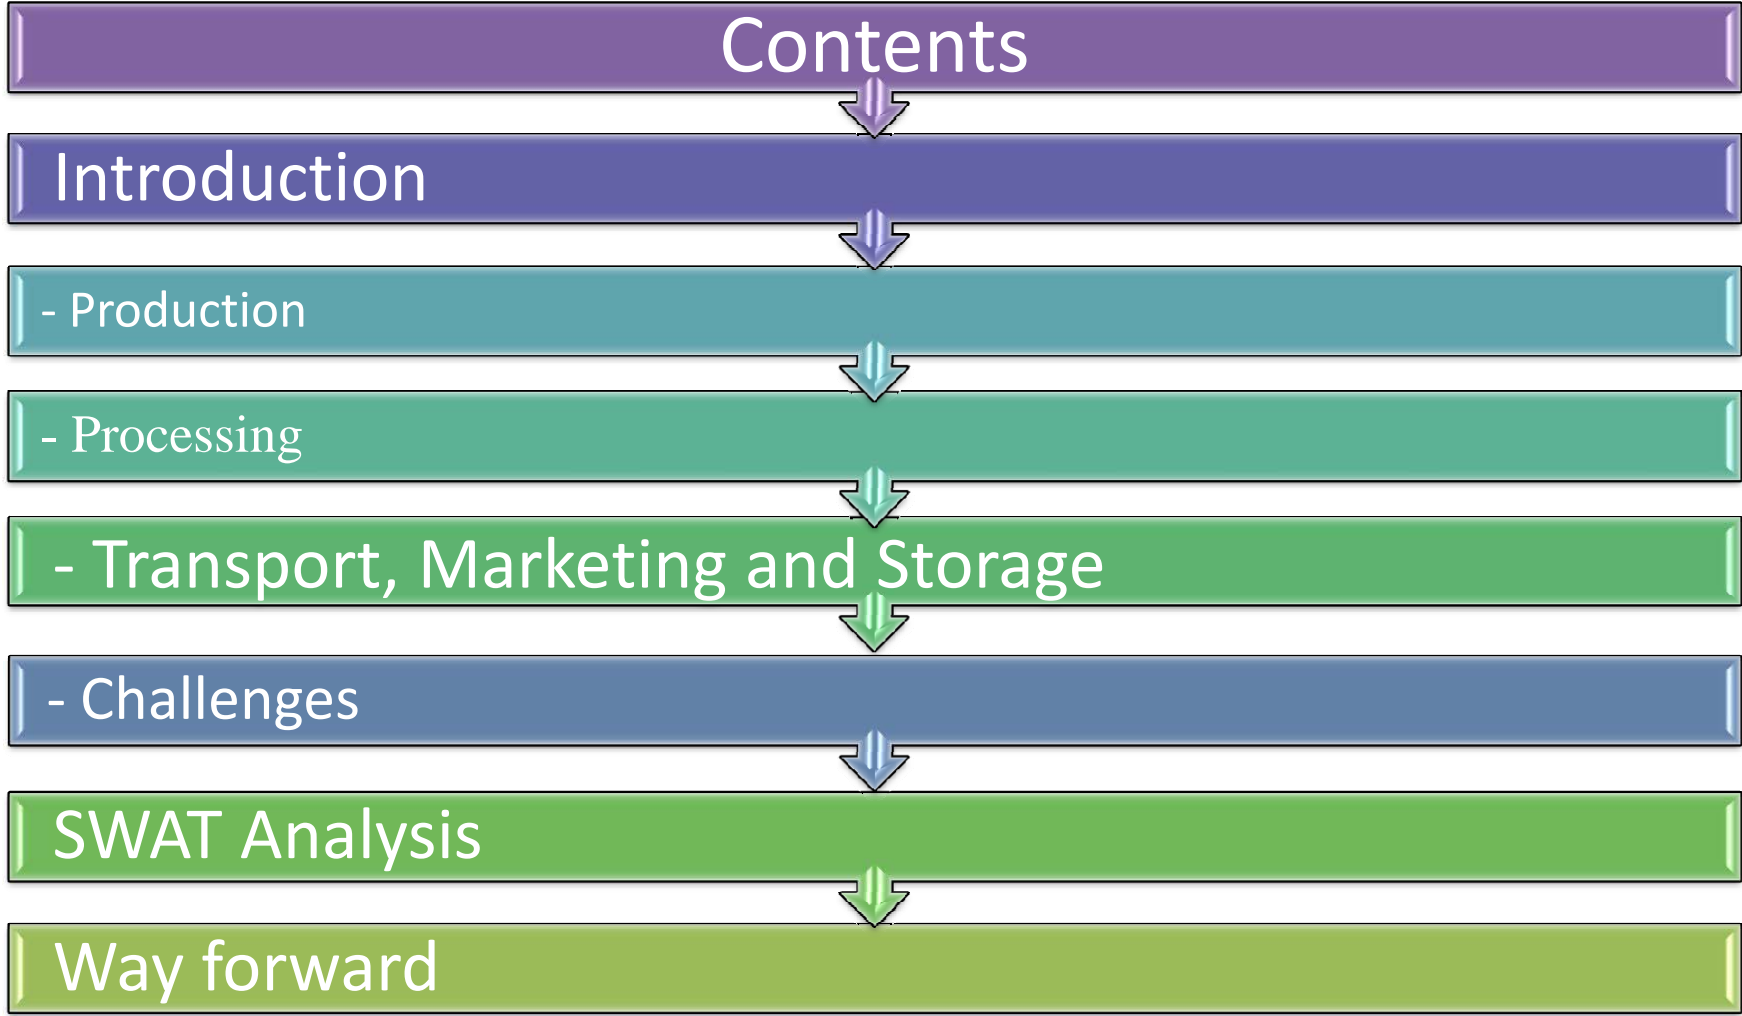 Contents
Introduction
- Production
- Processing
- Transport, Marketing and Storage
- Challenges
SWAT Analysis
Way forward